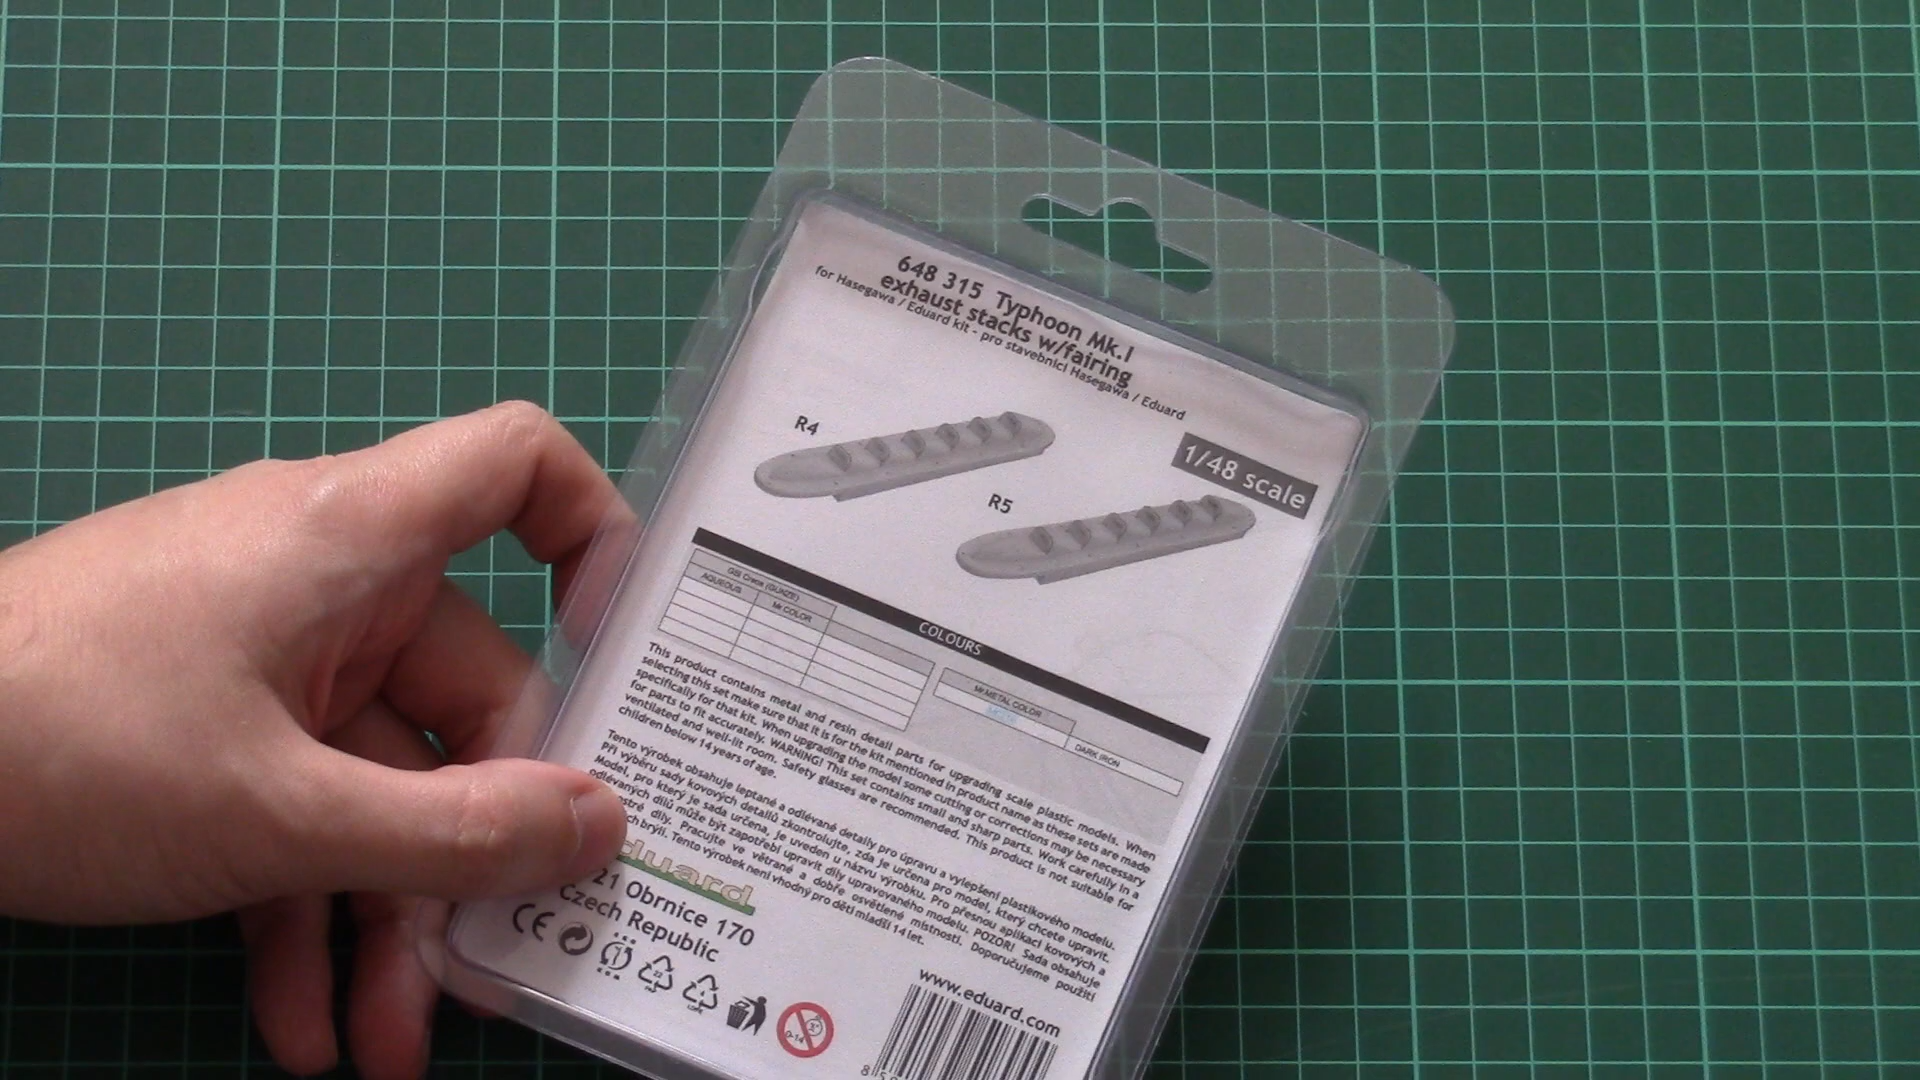 648 315 Typhoon Mk.I
exhaust stacks w/fairing
for Hasegawa / Eduard kit - pro stavebnici Hasegawa / Eduard
R4
1/48 scale
R5
COLOURS
GSI Creos (GUNZE)
AQUEOUS
Mr.COLOR
Mr.METAL COLOR
DARK IRON
This product contains metal and resin detail parts for upgrading scale plastic models. When
selecting this set make sure that it is for the kit mentioned in product name as these sets are made
specifically for that kit. When upgrading the model some cutting or corrections may be necessary
for parts to fit accurately. WARNING! This set contains small and sharp parts. Work carefully in a
ventilated and well-lit room. Safety glasses are recommended. This product is not suitable for
children below 14 years of age.
Tento výrobek obsahuje leptané a odlévané detaily pro úpravu a vylepšení plastikového modelu.
Při výběru sady kovových detailů zkontrolujte, zda je určena pro model, který chcete upravit.
Model, pro který je sada určena, je uveden u názvu výrobku. Pro přesnou aplikaci kovových a
odlévaných dílů může být zapotřebí upravit díly upravovaného modelu. POZOR! Sada obsahuje
ostré díly. Pracujte ve větrané a dobře osvětlené místnosti. Doporučujeme použití
ch brýlí. Tento výrobek není vhodný pro děti mladší 14 let.
eduard
21 Obrnice 170
Czech Republic
CE
www.eduard.com
0-14